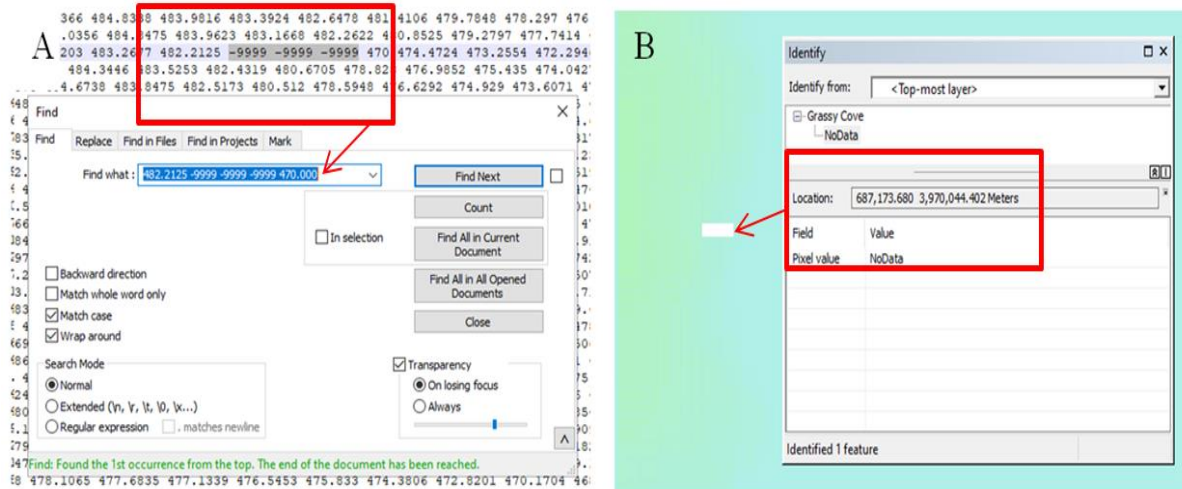 366 484.8388 483.9816 483.3924 482.6478 481.4106 479.7848 478.297 476
.0356 484.8475 483.9623 483.1668 482.2622 480.8525 479.2797 477.7414
203 483.2677 482.2125 -9999 -9999 -9999 470 474.4724 473.2554 472.294
484.3446 483.5253 482.4319 480.6705 478.82 476.9852 475.435 474.042
4.6738 483.8475 482.5173 480.512 478.5948 476.6292 474.929 473.6071
A
Find
Find Replace Find in Files Find in Projects Mark
Find what : 482.2125 -9999 -9999 -9999 470.000
Find Next
Count
In selection
Find All in Current
Document
Find All in All Opened
Documents
Close
Backward direction
Match whole word only
Match case
Wrap around
Search Mode
Normal
Extended (\n, \r, \t, \0, \x...)
Regular expression . matches newline
Transparency
On losing focus
Always
Find: Found the 1st occurrence from the top. The end of the document has been reached.
478.1065 477.6835 477.1339 476.5453 475.833 474.3806 472.8201 470.1704
B
Identify
Identify from: <Top-most layer>
Grassy Cove
NoData
Location: 687,173.680 3,970,044.402 Meters
Field Value
Pixel value NoData
Identified 1 feature